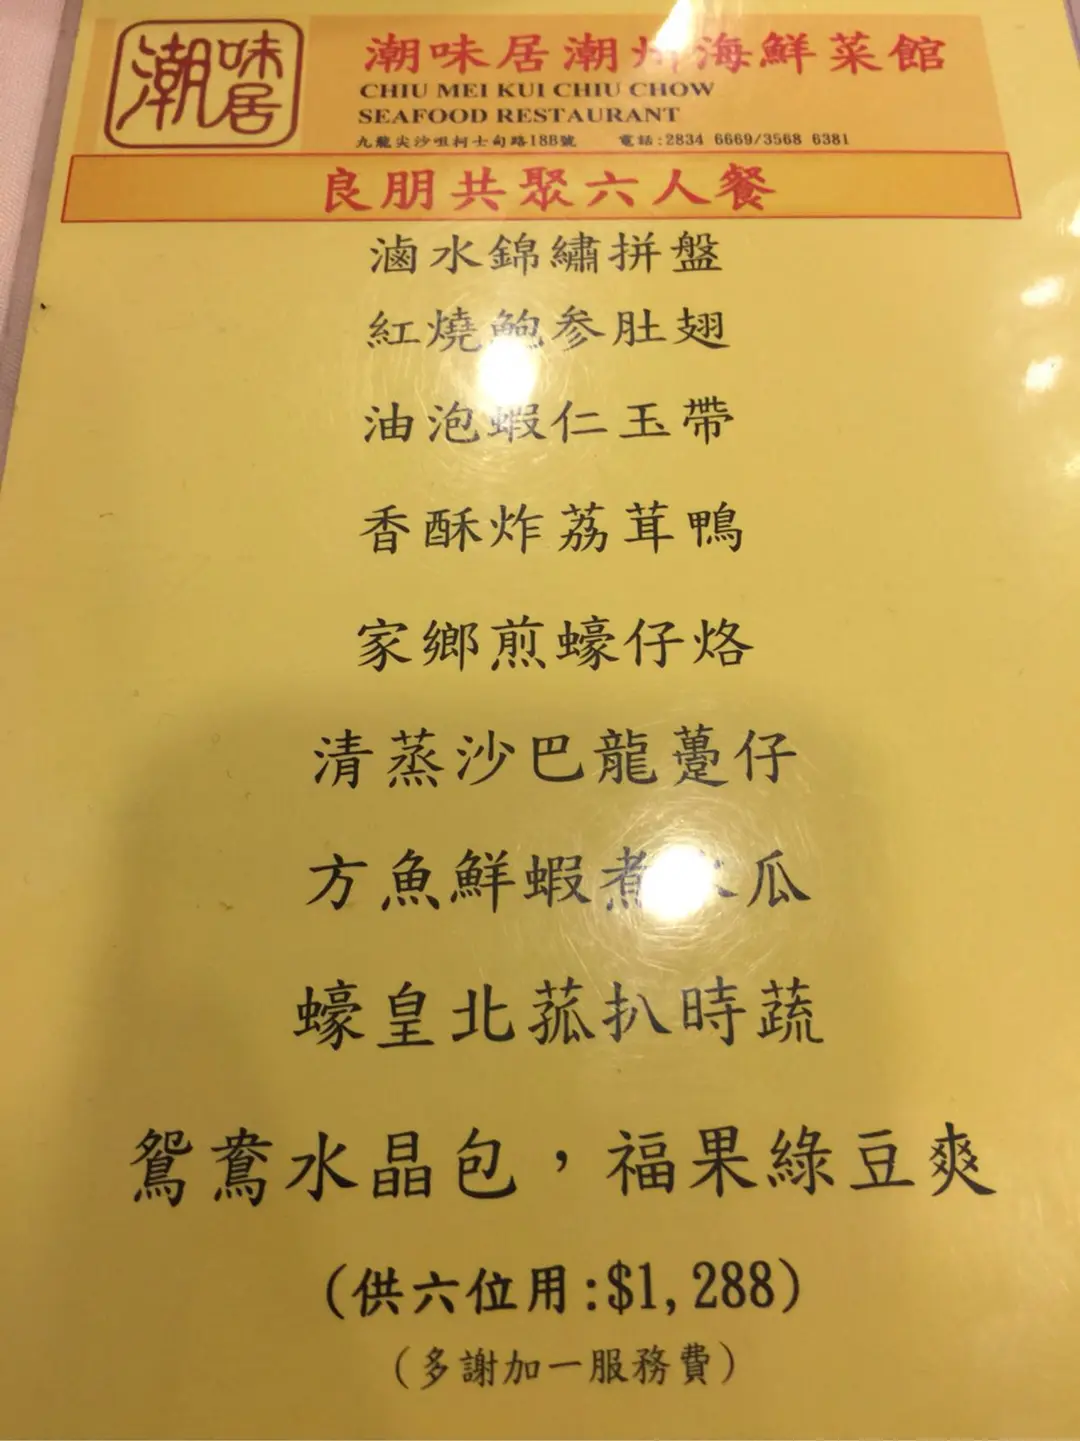 潮味居
潮味居潮州海鮮菜館
CHIU MEI KUI CHIU CHOW
SEAFOOD RESTAURANT
九龍尖沙咀柯士甸路18B號 電話:2834 6669/3568 6381
良朋共聚六人餐
滷水錦繡拼盤
紅燒鮑参肚翅
油泡蝦仁玉帶
香酥炸荔茸鴨
家鄉煎蠔仔烙
清蒸沙巴龍躉仔
方魚鮮蝦煮 瓜
蠔皇北菰扒時蔬
鴛鴦水晶包，福果綠豆爽
(供六位用:$1,288)
(多謝加一服務費)